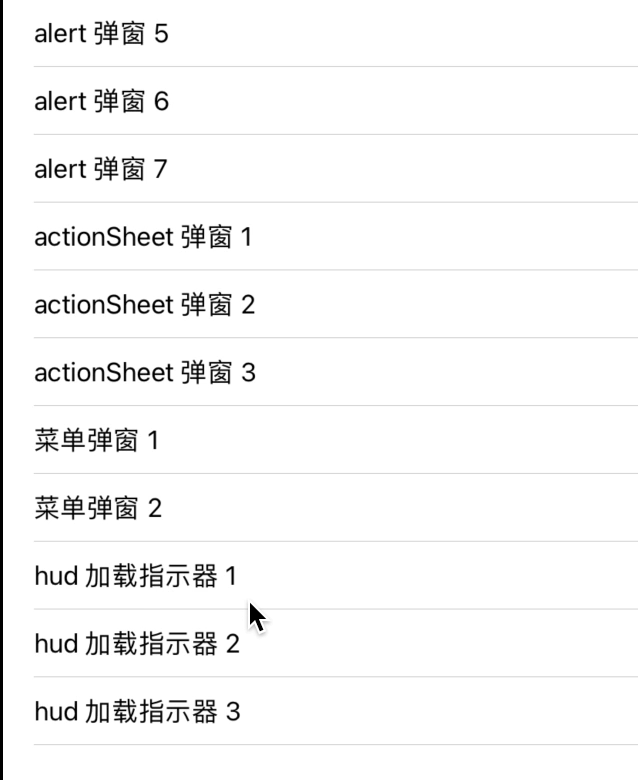 alert 弹窗 5
alert 弹窗 6
alert 弹窗 7
actionSheet 弹窗 1
actionSheet 弹窗 2
actionSheet 弹窗 3
菜单弹窗 1
菜单弹窗 2
hud 加载指示器 1
hud 加载指示器 2
hud 加载指示器 3